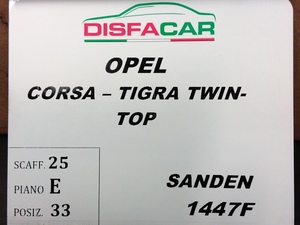 DISFACAR
OPEL
CORSA – TIGRA TWIN-
TOP
SCAFF. 25
PIANO E
POSIZ. 33
SANDEN
1447F